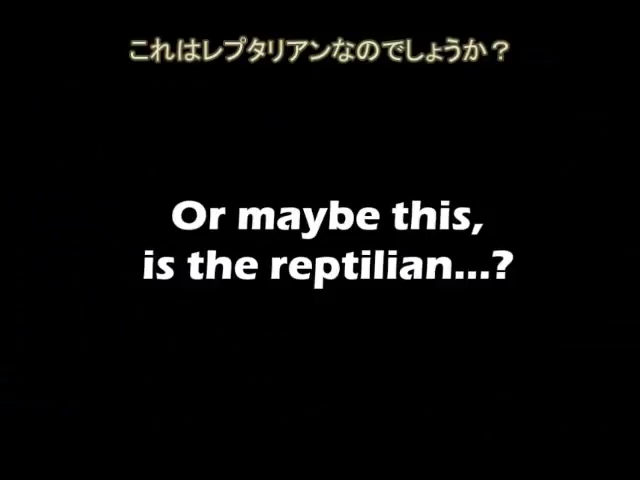 これはレプタリアンなのでしょうか？
Or maybe this,
is the reptilian...?